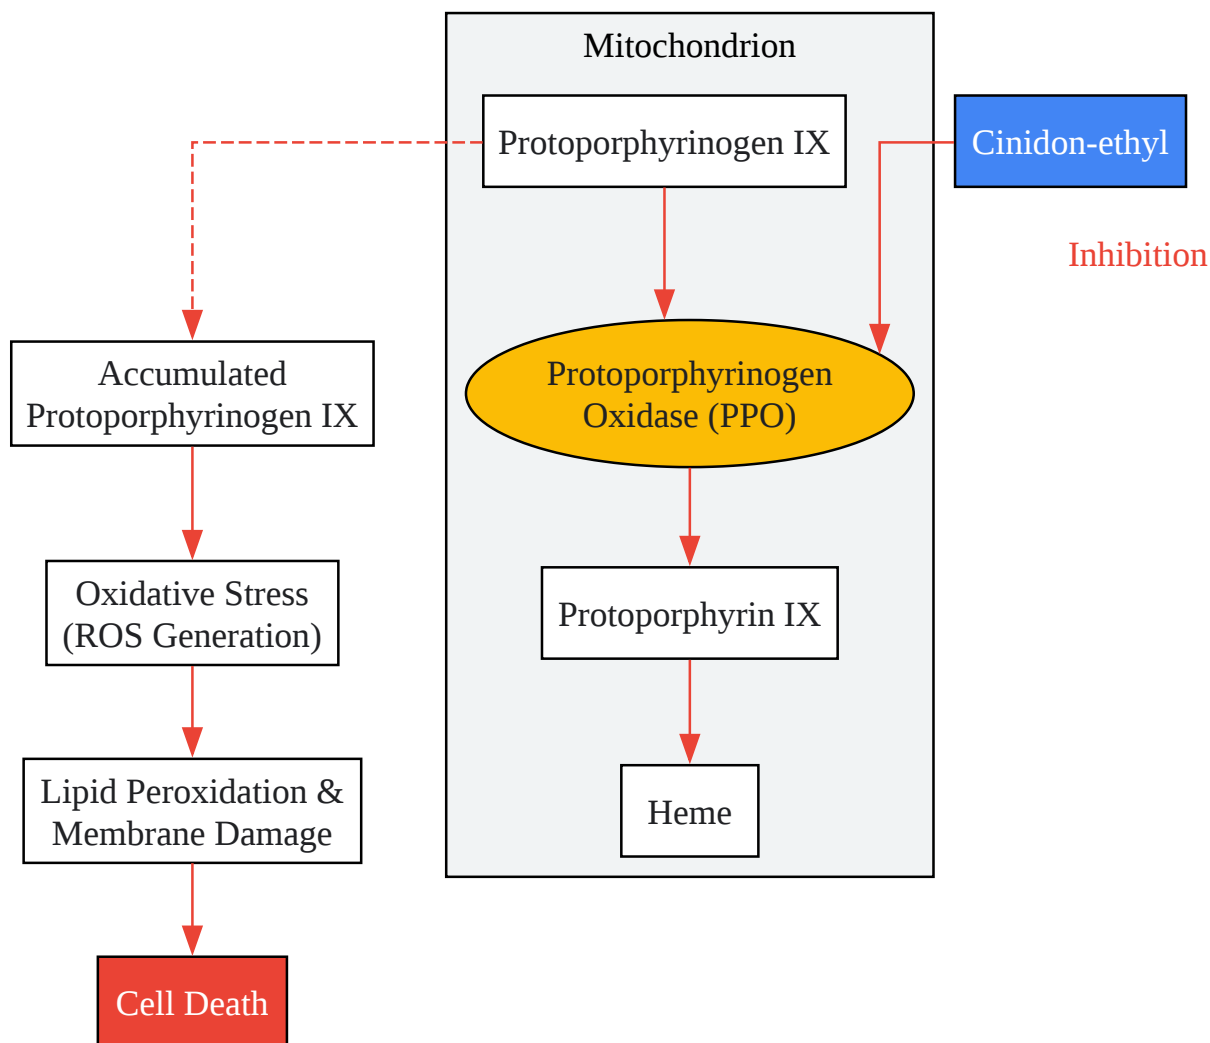 Mitochondrion
Protoporphyrinogen IX
Cinidon-ethyl
Inhibition
Accumulated
Protoporphyrinogen IX
Protoporphyrinogen
Oxidase (PPO)
Oxidative Stress
(ROS Generation)
Protoporphyrin IX
Lipid Peroxidation &
Membrane Damage
Heme
Cell Death